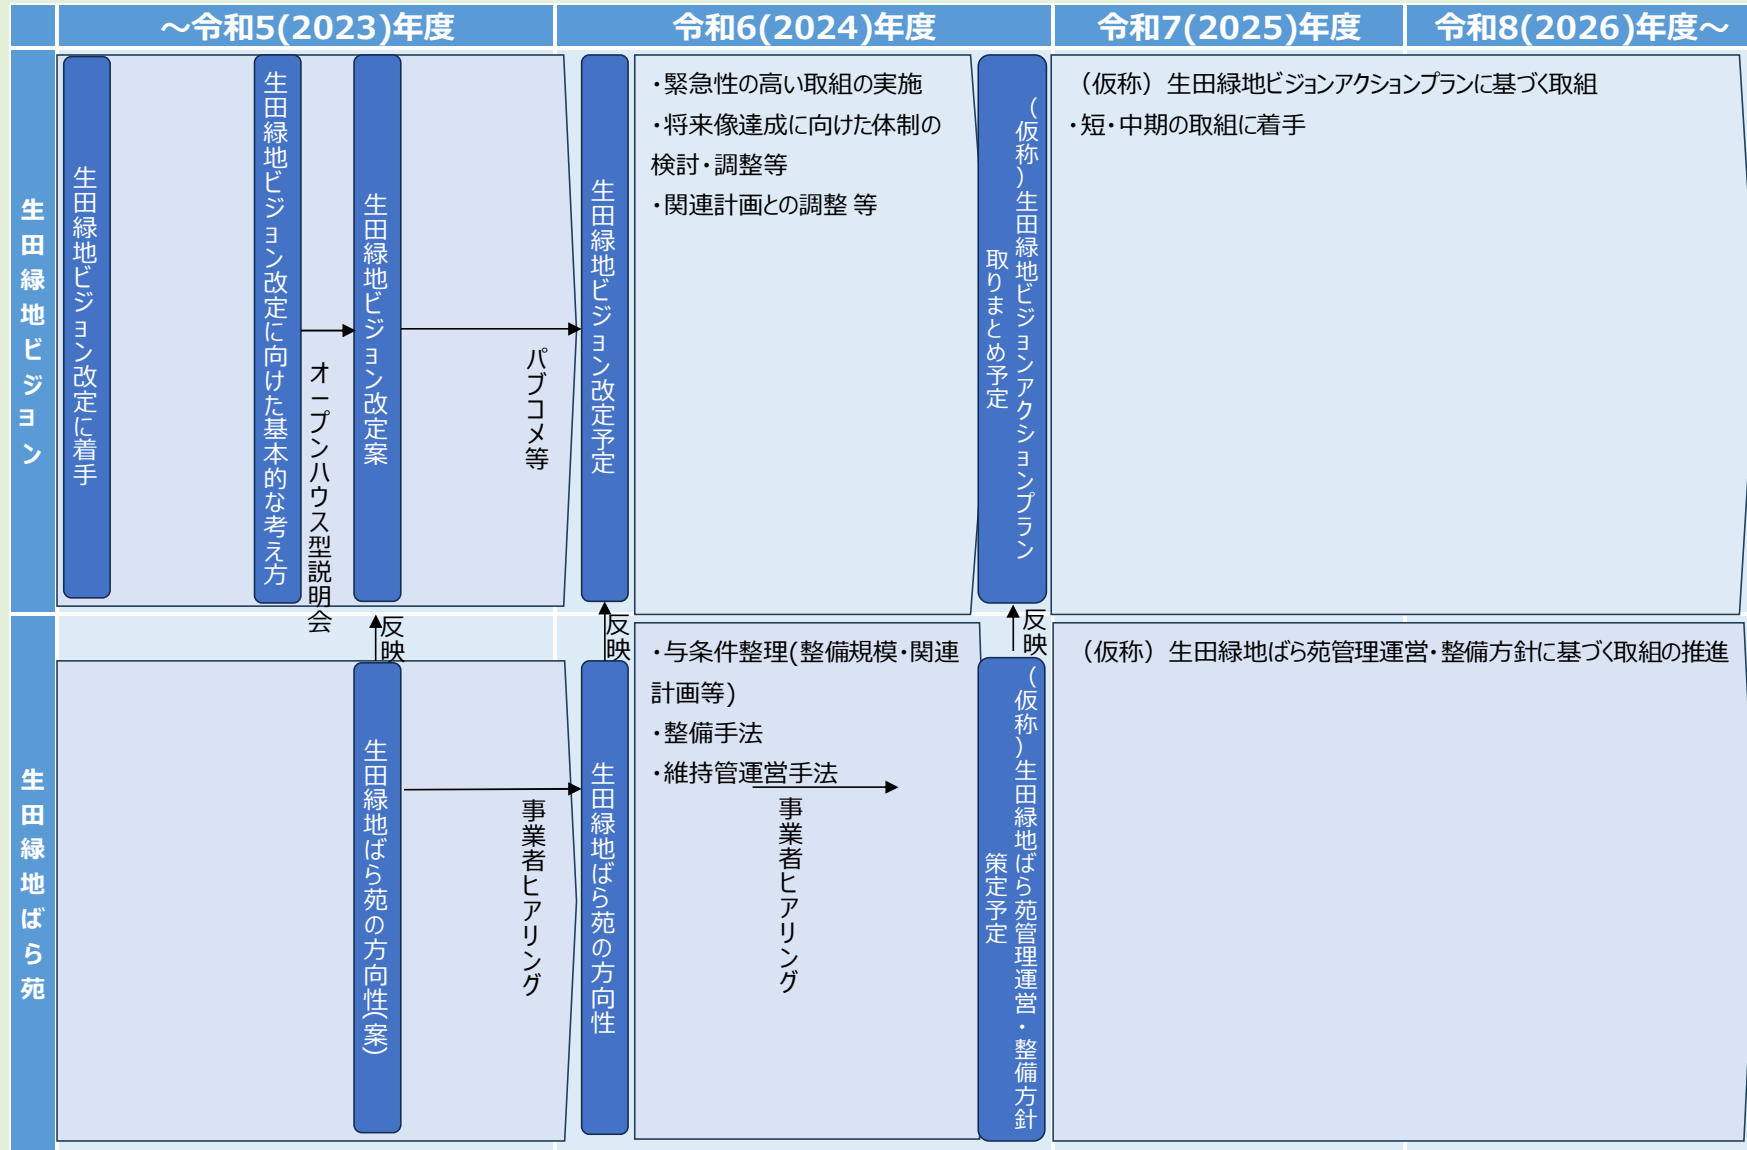 ～令和5(2023)年度
令和6(2024)年度
令和7(2025)年度
令和8(2026)年度～
生田緑地ビジョン
生田緑地ビジョン改定に着手
生田緑地ビジョン改定に向けた基本的な考え方
オープンハウス型説明会
生田緑地ビジョン改定案
パブコメ等
生田緑地ビジョン改定予定
・緊急性の高い取組の実施
・将来像達成に向けた体制の
検討・調整等
・関連計画との調整 等
（仮称）生田緑地ビジョンアクションプラン
取りまとめ予定
（仮称）生田緑地ビジョンアクションプランに基づく取組
・短・中期の取組に着手
反映
反映
反映
生田緑地ばら苑
生田緑地ばら苑の方向性(案)
事業者ヒアリング
生田緑地ばら苑の方向性
・与条件整理(整備規模・関連
計画等)
・整備手法
・維持管運営手法
事業者ヒアリング
（仮称）生田緑地ばら苑管理運営・整備方針
策定予定
（仮称）生田緑地ばら苑管理運営・整備方針に基づく取組の推進